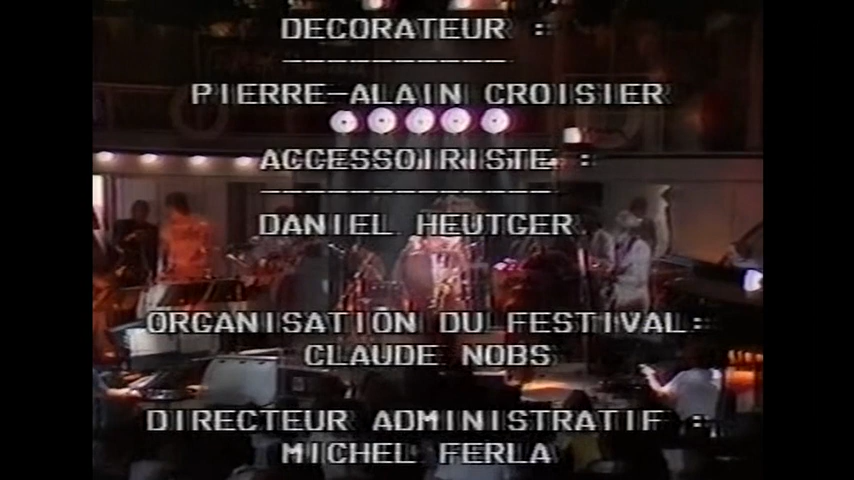 DECORATEUR :
----------
PIERRE-ALAIN CROISIER
ACCESSOIRISTE :
-------------
DANIEL HEUTGER
ORGANISATION DU FESTIVAL:
CLAUDE NOBS
DIRECTEUR ADMINISTRATIF :
MICHEL FERLA